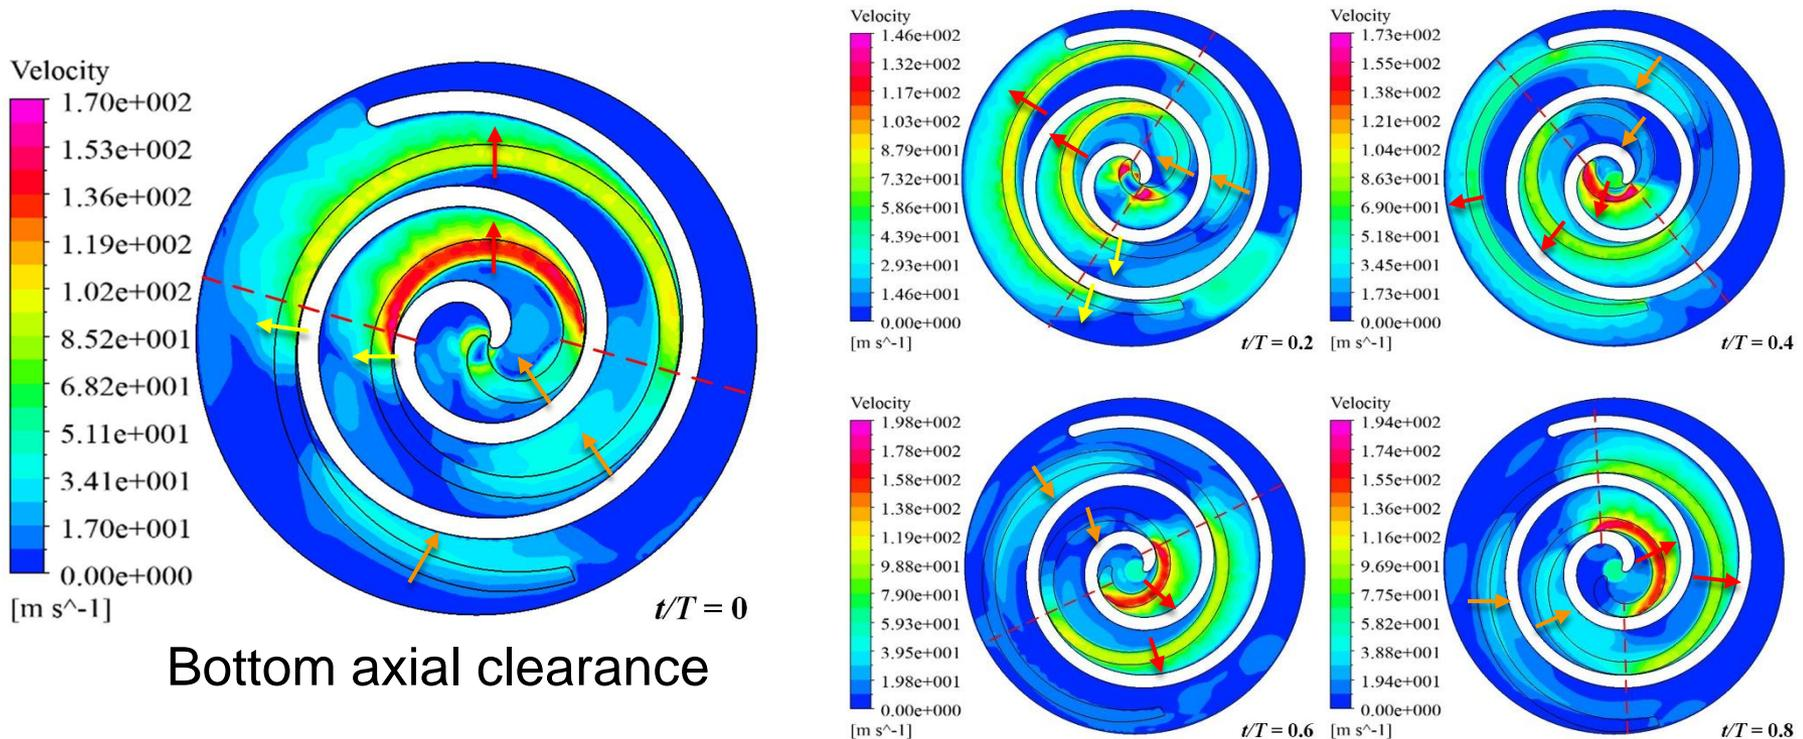 Velocity
1.70e+002
1.53e+002
1.36e+002
1.19e+002
1.02e+002
8.52e+001
6.82e+001
5.11e+001
3.41e+001
1.70e+001
0.00e+000
[m s^-1]
t/T = 0
Bottom axial clearance
Velocity
1.46e+002
1.32e+002
1.17e+002
1.03e+002
8.79e+001
7.32e+001
5.86e+001
4.39e+001
2.93e+001
1.46e+001
0.00e+000
[m s^-1]
t/T = 0.2
Velocity
1.73e+002
1.55e+002
1.38e+002
1.21e+002
1.04e+002
8.63e+001
6.90e+001
5.18e+001
3.45e+001
1.73e+001
0.00e+000
[m s^-1]
t/T = 0.4
Velocity
1.98e+002
1.78e+002
1.58e+002
1.38e+002
1.19e+002
9.88e+001
7.90e+001
5.93e+001
3.95e+001
1.98e+001
0.00e+000
[m s^-1]
t/T = 0.6
Velocity
1.94e+002
1.74e+002
1.55e+002
1.36e+002
1.16e+002
9.69e+001
7.75e+001
5.82e+001
3.88e+001
1.94e+001
0.00e+000
[m s^-1]
t/T = 0.8